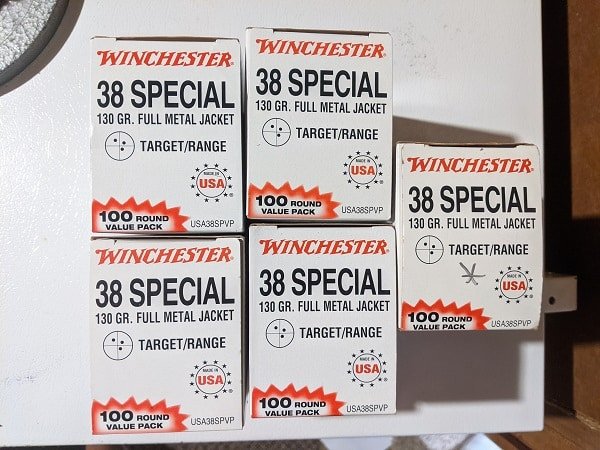 WINCHESTER
38 SPECIAL
130 GR. FULL METAL JACKET
TARGET/RANGE
MADE IN
USA
®
100 ROUND
VALUE PACK
USA38SPVP
WINCHESTER
38 SPECIAL
130 GR. FULL METAL JACKET
TARGET/RANGE
MADE IN
USA
®
100 ROUND
VALUE PACK
USA38SPVP
WINCHESTER
38 SPECIAL
130 GR. FULL METAL JACKET
TARGET/RANGE
MADE IN
USA
®
100 ROUND
VALUE PACK
USA38SPVP
WINCHESTER
38 SPECIAL
130 GR. FULL METAL JACKET
TARGET/RANGE
MADE IN
USA
®
100 ROUND
VALUE PACK
USA38SPVP
WINCHESTER
38 SPECIAL
130 GR. FULL METAL JACKET
TARGET/RANGE
MADE IN
USA
®
100 ROUND
VALUE PACK
USA38SPVP